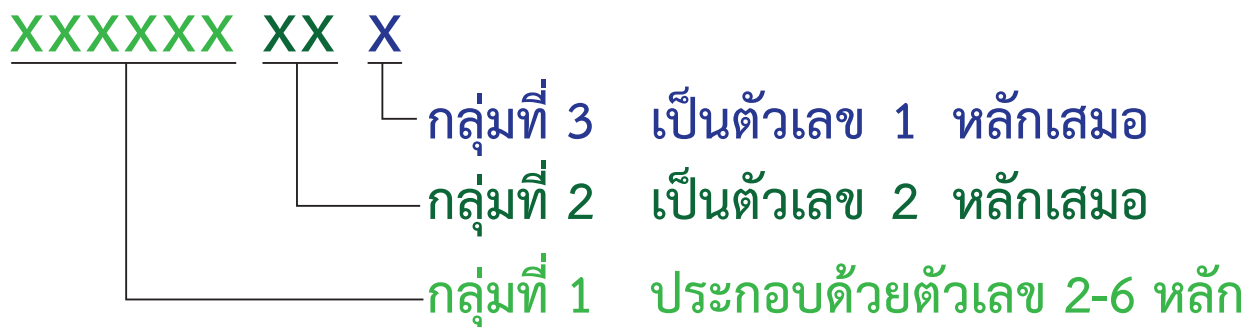 XXXXXX XX X
กลุ่มที่ 3 เป็นตัวเลข 1 หลักเสมอ
กลุ่มที่ 2 เป็นตัวเลข 2 หลักเสมอ
กลุ่มที่ 1 ประกอบด้วยตัวเลข 2-6 หลัก